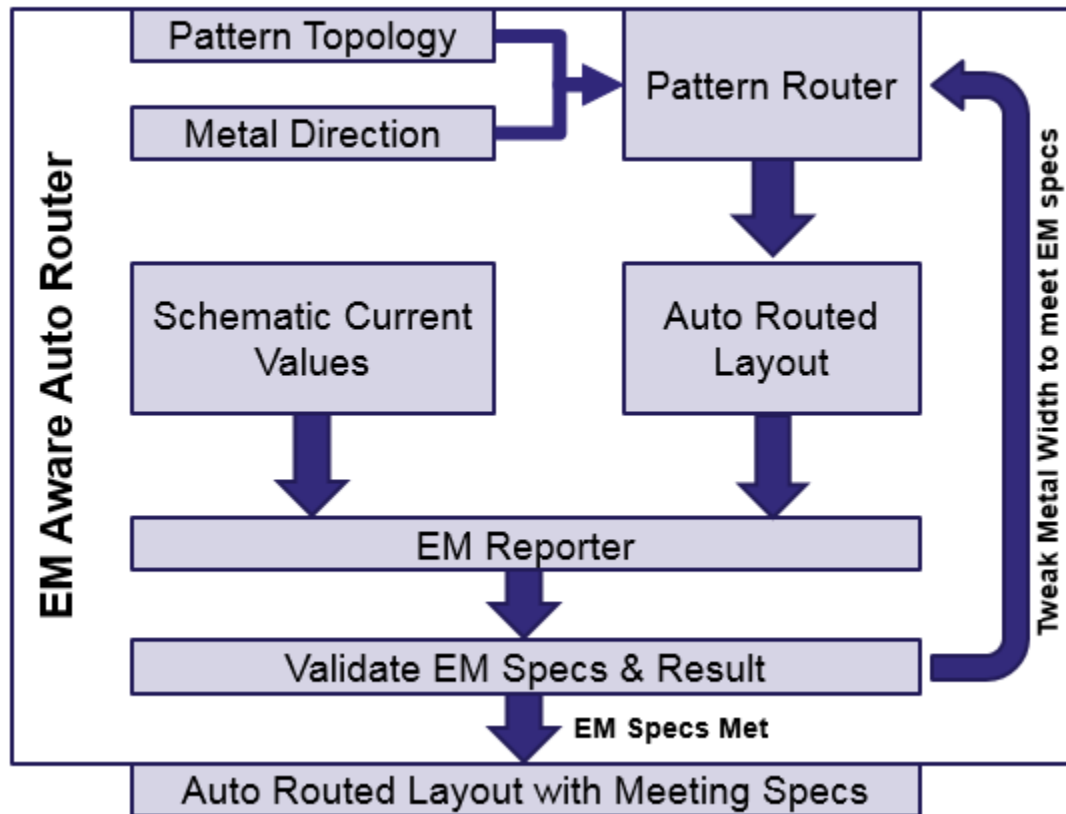 EM Aware Auto Router
Pattern Topology
Metal Direction
Pattern Router
Schematic Current
Values
Auto Routed
Layout
EM Reporter
Validate EM Specs & Result
Tweak Metal Width to meet EM specs
EM Specs Met
Auto Routed Layout with Meeting Specs